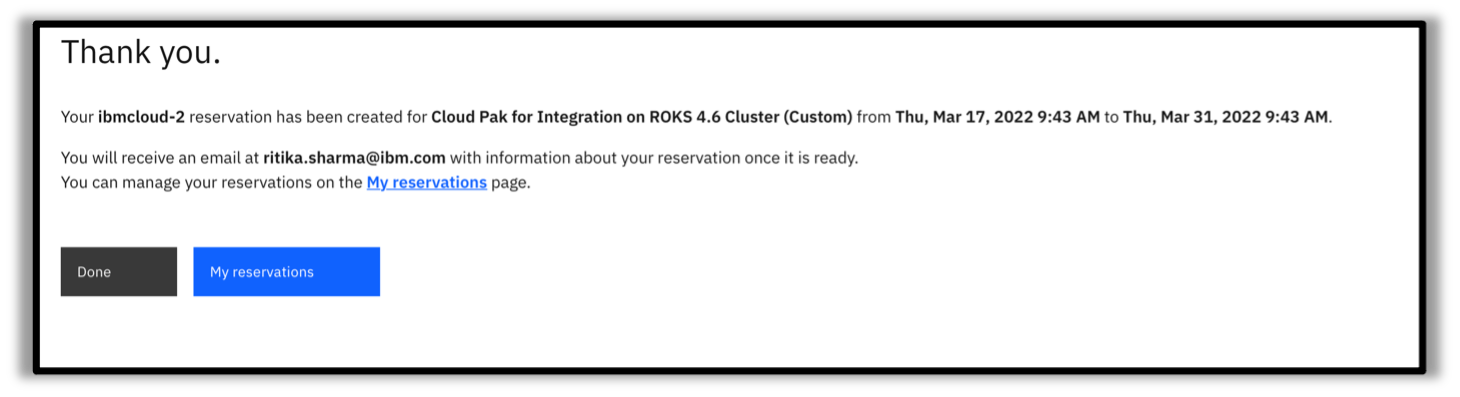 Thank you.
Your ibmcloud-2 reservation has been created for Cloud Pak for Integration on ROKS 4.6 Cluster (Custom) from Thu, Mar 17, 2022 9:43 AM to Thu, Mar 31, 2022 9:43 AM.
You will receive an email at ritika.sharma@ibm.com with information about your reservation once it is ready.
You can manage your reservations on the My reservations page.
Done
My reservations